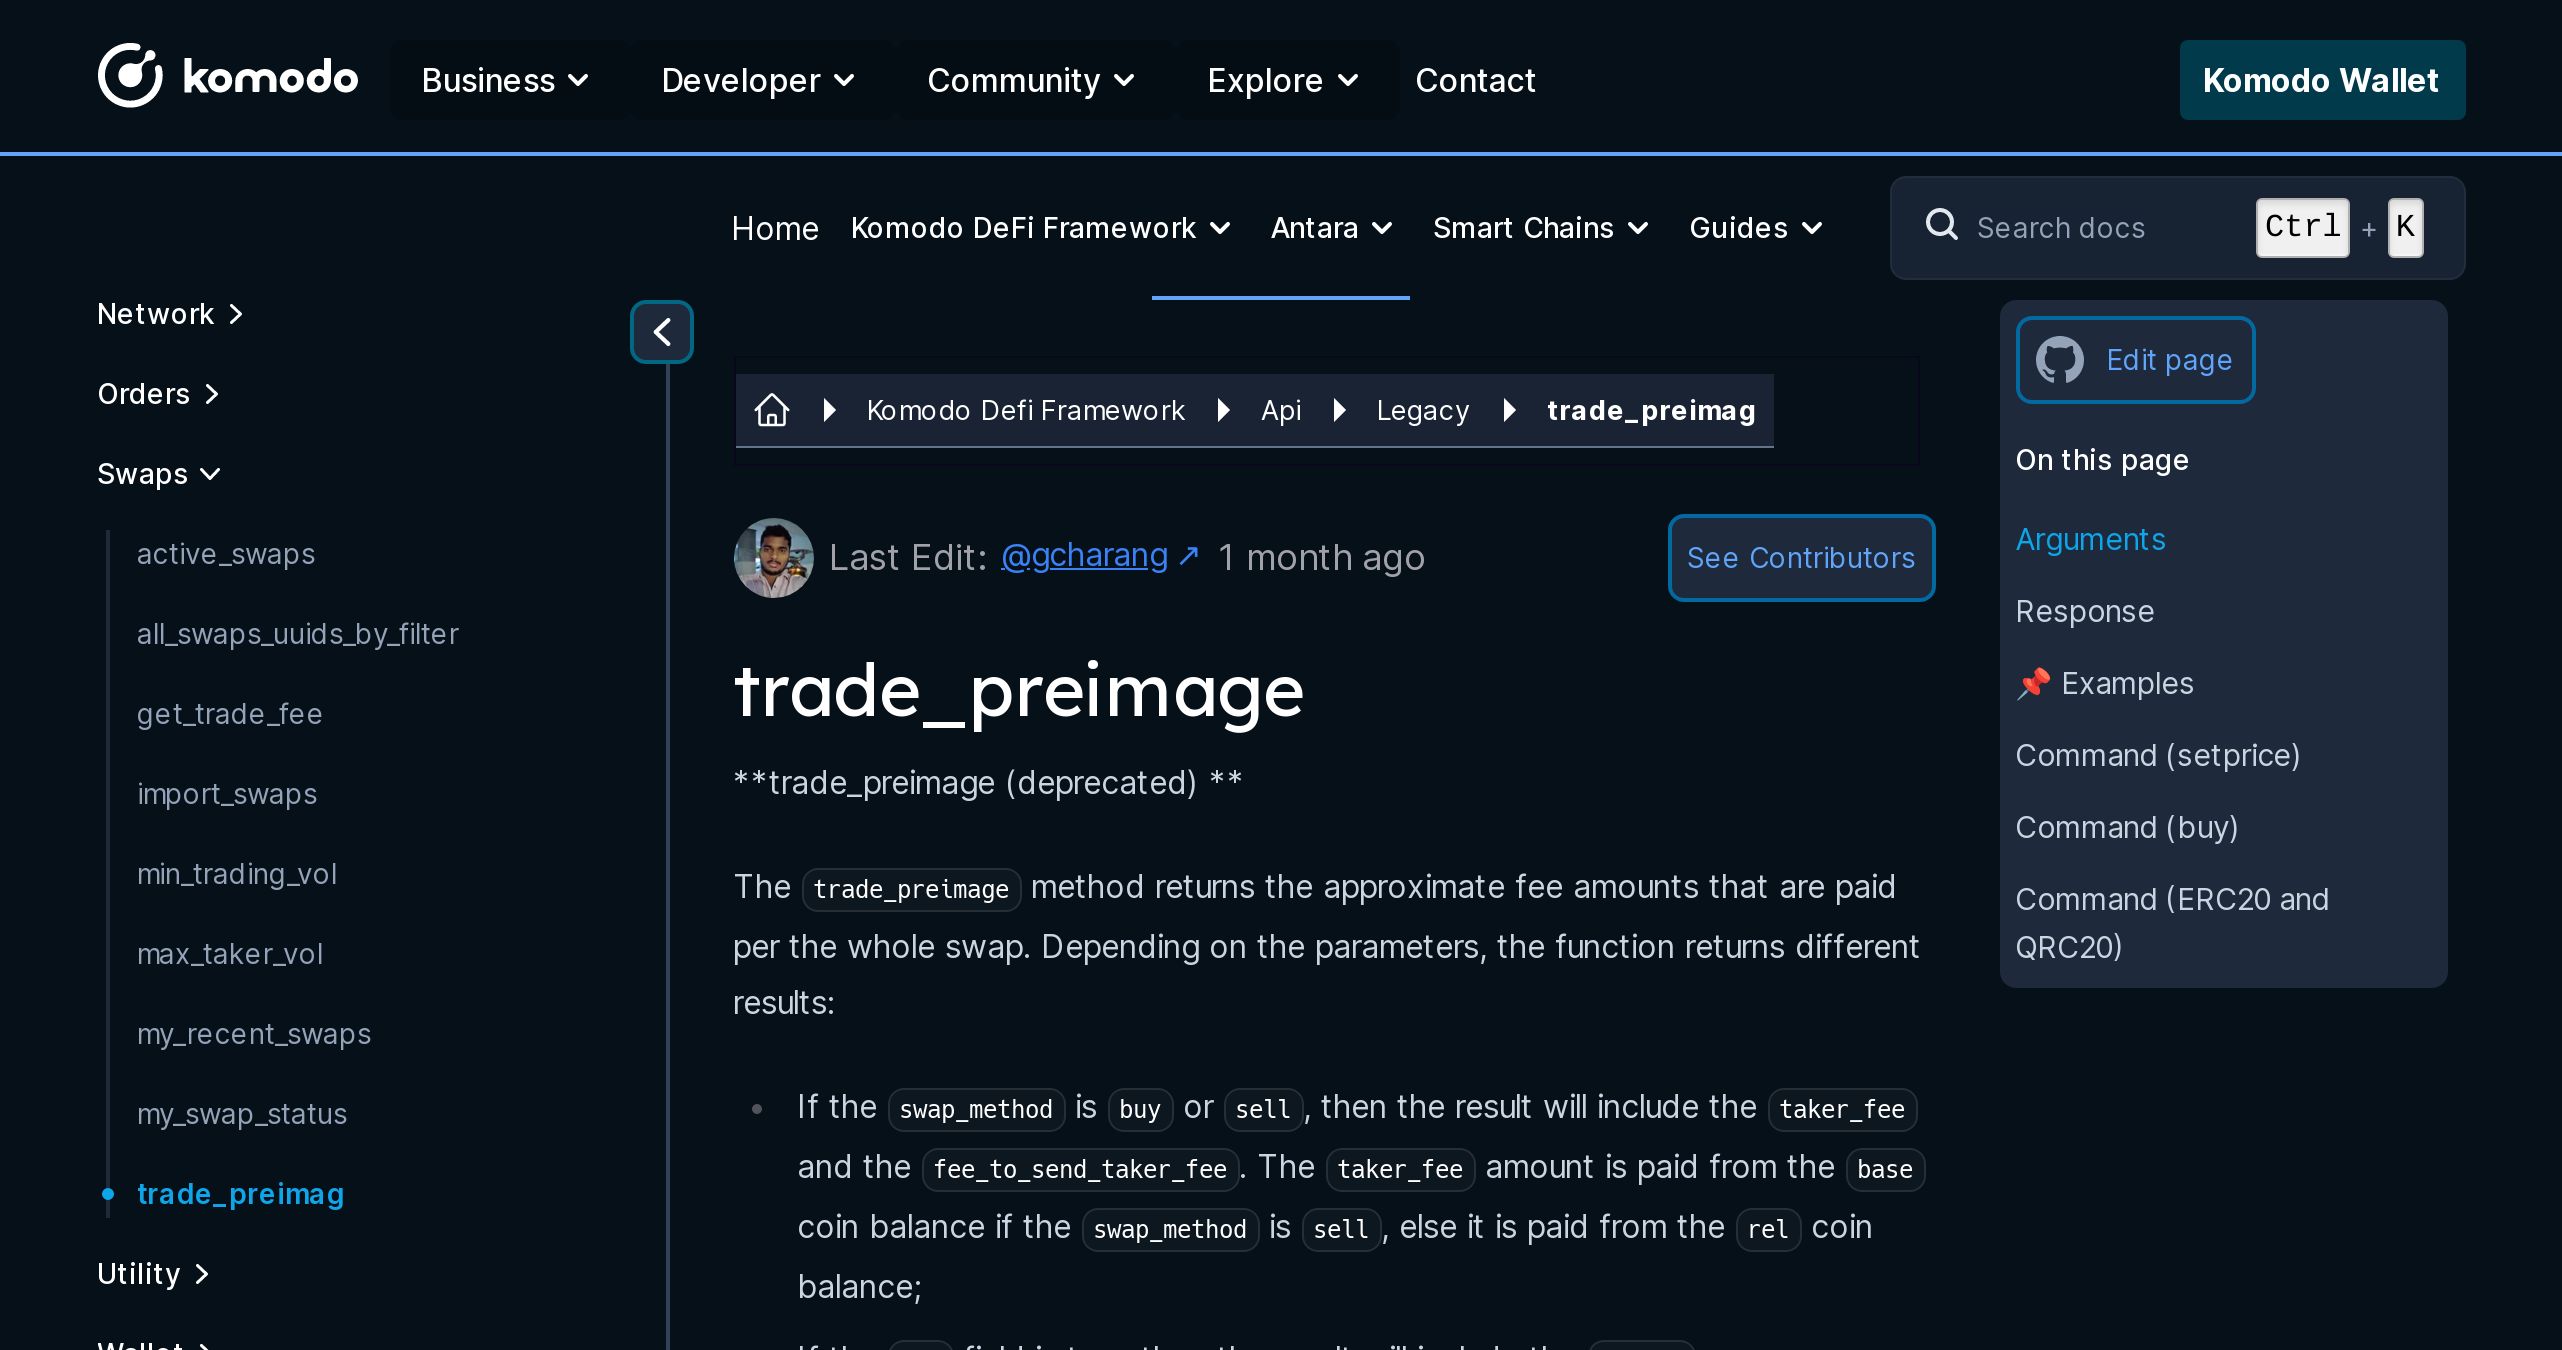 komodo Business Developer Community Explore Contact Komodo Wallet
Home Komodo DeFi Framework Antara Smart Chains Guides Search docs Ctrl + K
Network
Orders
Swaps
active_swaps
all_swaps_uuids_by_filter
get_trade_fee
import_swaps
min_trading_vol
max_taker_vol
my_recent_swaps
my_swap_status
trade_preimag
Utility
Wallet
Komodo Defi Framework Api Legacy trade_preimag
Last Edit: @gcharang ↗ 1 month ago See Contributors
trade_preimage
**trade_preimage (deprecated) **
The trade_preimage method returns the approximate fee amounts that are paid
per the whole swap. Depending on the parameters, the function returns different
results:
• If the swap_method is buy or sell, then the result will include the taker_fee
and the fee_to_send_taker_fee. The taker_fee amount is paid from the base
coin balance if the swap_method is sell, else it is paid from the rel coin
balance;
Edit page
On this page
Arguments
Response
📌 Examples
Command (setprice)
Command (buy)
Command (ERC20 and
QRC20)